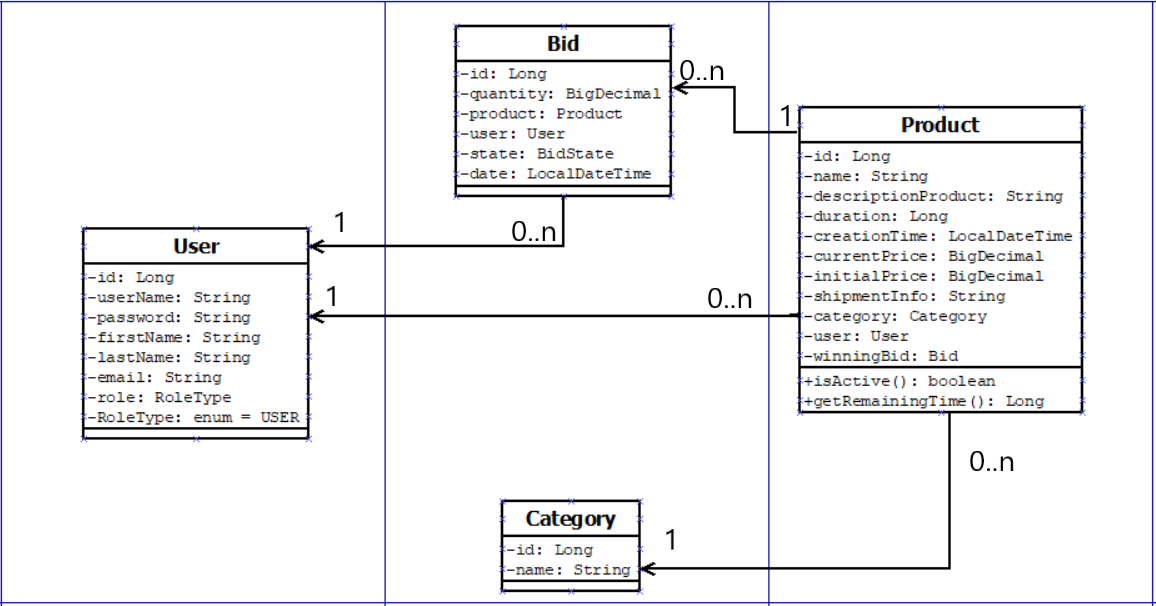 Bid
-id: Long
-quantity: BigDecimal
-product: Product
-user: User
-state: BidState
-date: LocalDateTime
0..n
1
Product
-id: Long
-name: String
-descriptionProduct: String
-duration: Long
-creationTime: LocalDateTime
-currentPrice: BigDecimal
-initialPrice: BigDecimal
-shipmentInfo: String
-category: Category
-user: User
-winningBid: Bid
+isActive(): boolean
+getRemainingTime(): Long
1
0..n
User
-id: Long
-userName: String
-password: String
-firstName: String
-lastName: String
-email: String
-role: RoleType
-RoleType: enum = USER
1
0..n
0..n
Category
-id: Long
-name: String
1